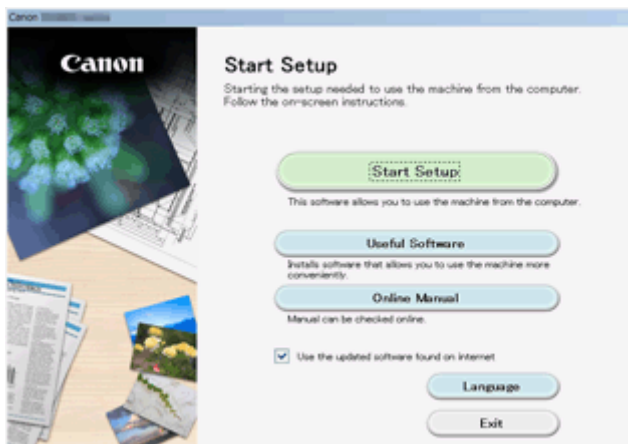 Canon
Canon
Start Setup
Starting the setup needed to use the machine from the computer.
Follow the on-screen instructions.
Start Setup
This software allows you to use the machine from the computer.
Useful Software
Installs software that allows you to use the machine more
conveniently.
Online Manual
Manual can be checked online.
Use the updated software found on internet
Language
Exit